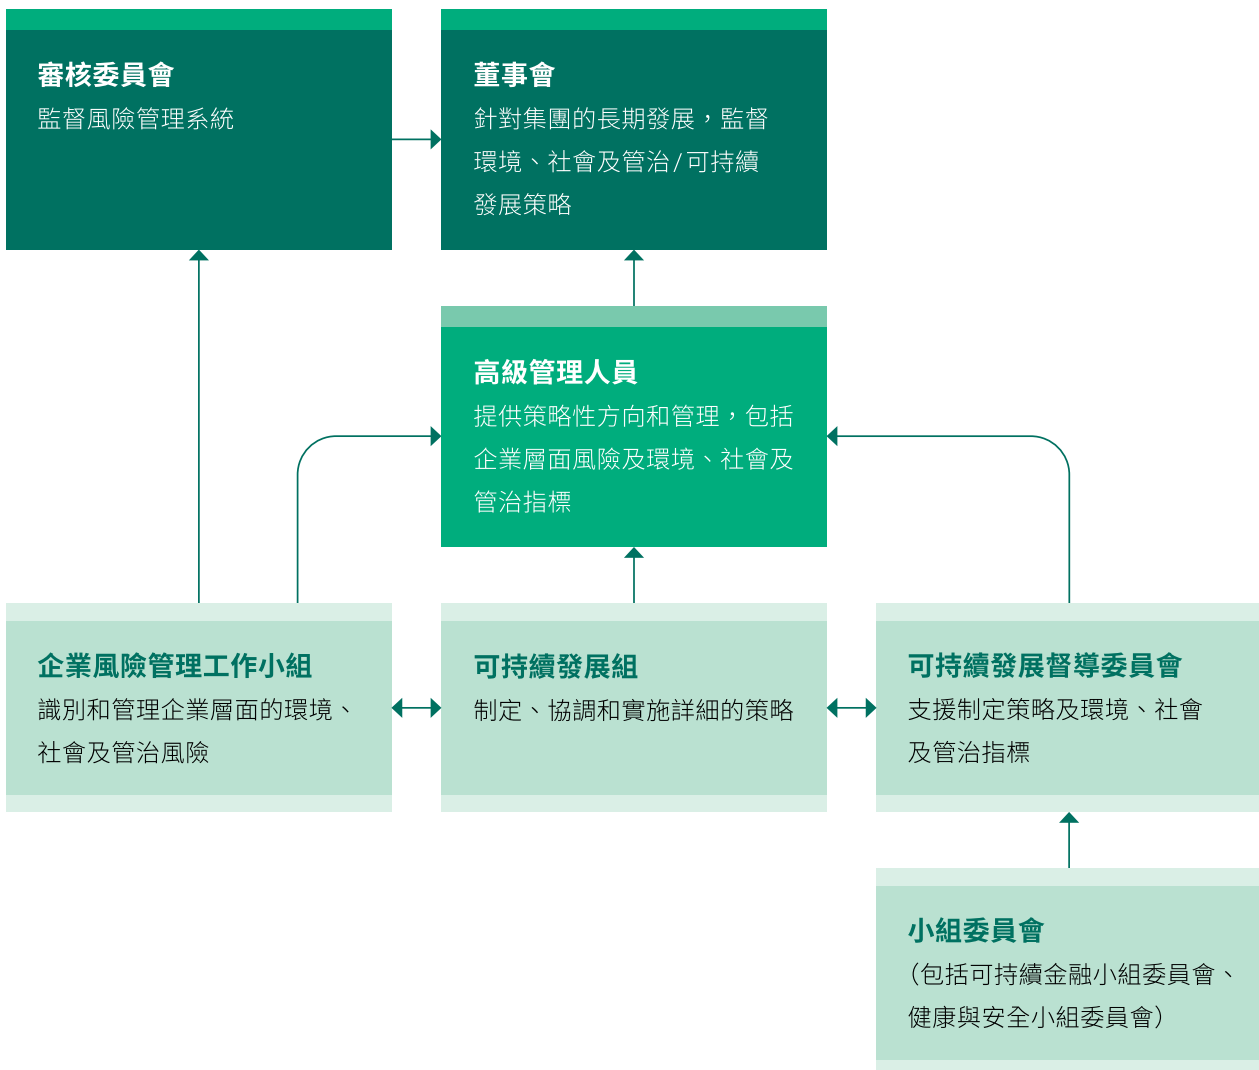 審核委員會
監督風險管理系統
董事會
針對集團的長期發展，監督
環境、社會及管治/可持續
發展策略
高級管理人員
提供策略性方向和管理，包括
企業層面風險及環境、社會及
管治指標
企業風險管理工作小組
識別和管理企業層面的環境、
社會及管治風險
可持續發展組
制定、協調和實施詳細的策略
可持續發展督導委員會
支援制定策略及環境、社會
及管治指標
小組委員會
（包括可持續金融小組委員會、
健康與安全小組委員會）